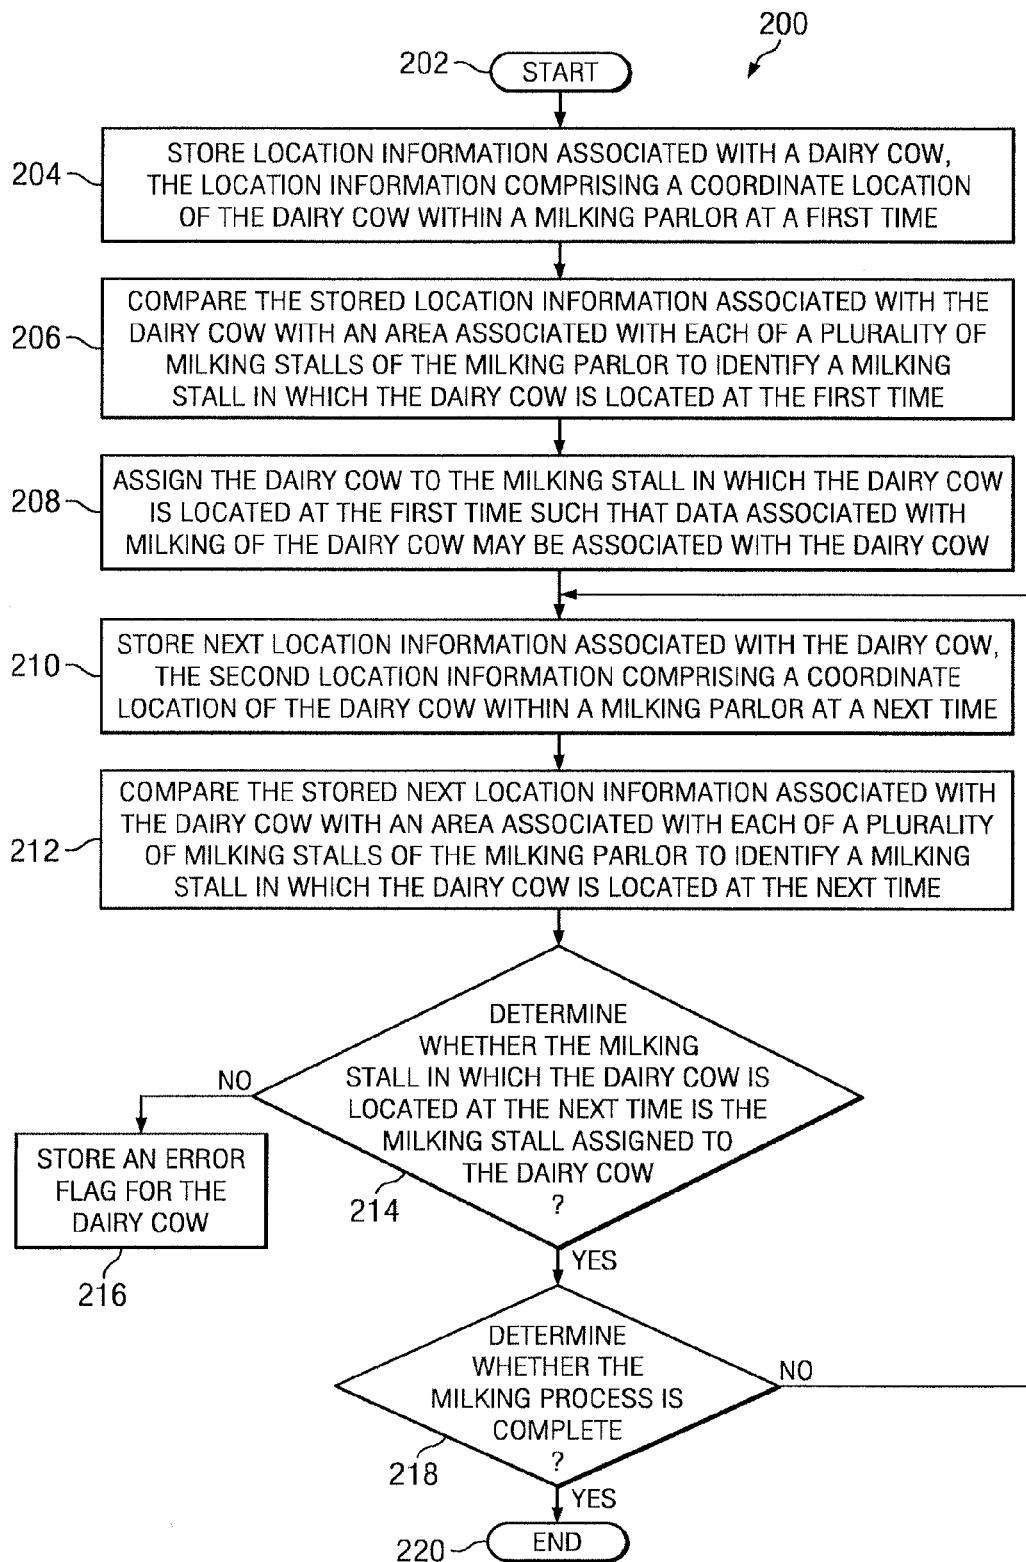 200
202
START
204
STORE LOCATION INFORMATION ASSOCIATED WITH A DAIRY COW,
THE LOCATION INFORMATION COMPRISING A COORDINATE LOCATION
OF THE DAIRY COW WITHIN A MILKING PARLOR AT A FIRST TIME
206
COMPARE THE STORED LOCATION INFORMATION ASSOCIATED WITH THE
DAIRY COW WITH AN AREA ASSOCIATED WITH EACH OF A PLURALITY OF
MILKING STALLS OF THE MILKING PARLOR TO IDENTIFY A MILKING
STALL IN WHICH THE DAIRY COW IS LOCATED AT THE FIRST TIME
208
ASSIGN THE DAIRY COW TO THE MILKING STALL IN WHICH THE DAIRY COW
IS LOCATED AT THE FIRST TIME SUCH THAT DATA ASSOCIATED WITH
MILKING OF THE DAIRY COW MAY BE ASSOCIATED WITH THE DAIRY COW
210
STORE NEXT LOCATION INFORMATION ASSOCIATED WITH THE DAIRY COW,
THE SECOND LOCATION INFORMATION COMPRISING A COORDINATE
LOCATION OF THE DAIRY COW WITHIN A MILKING PARLOR AT A NEXT TIME
212
COMPARE THE STORED NEXT LOCATION INFORMATION ASSOCIATED WITH
THE DAIRY COW WITH AN AREA ASSOCIATED WITH EACH OF A PLURALITY
OF MILKING STALLS OF THE MILKING PARLOR TO IDENTIFY A MILKING
STALL IN WHICH THE DAIRY COW IS LOCATED AT THE NEXT TIME
DETERMINE
WHETHER THE MILKING
STALL IN WHICH THE DAIRY COW IS
LOCATED AT THE NEXT TIME IS THE
MILKING STALL ASSIGNED TO
THE DAIRY COW
?
214
NO
STORE AN ERROR
FLAG FOR THE
DAIRY COW
216
YES
DETERMINE
WHETHER THE
MILKING PROCESS IS
COMPLETE
?
218
NO
YES
220
END